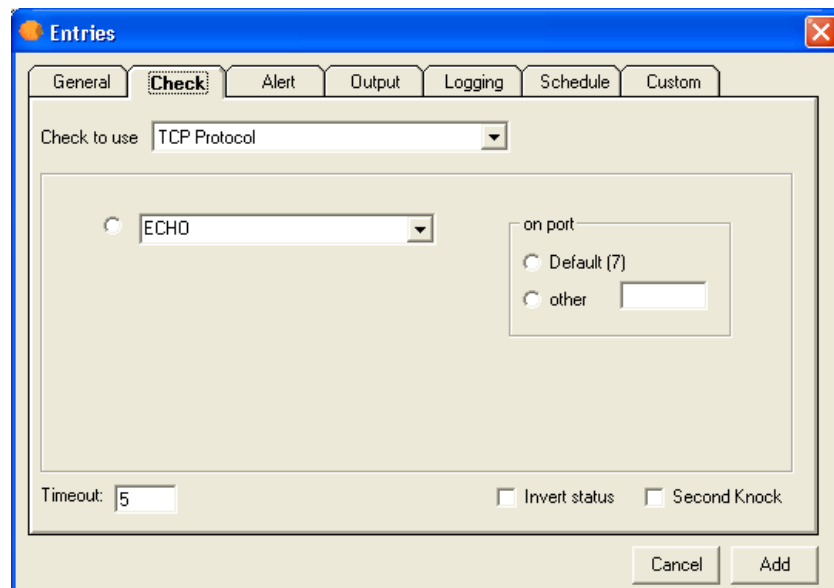 Entries
General Check Alert Output Logging Schedule Custom
Check to use TCP Protocol
ECHO
on port
Default (7)
other
Timeout: 5 Invert status Second Knock
Cancel Add